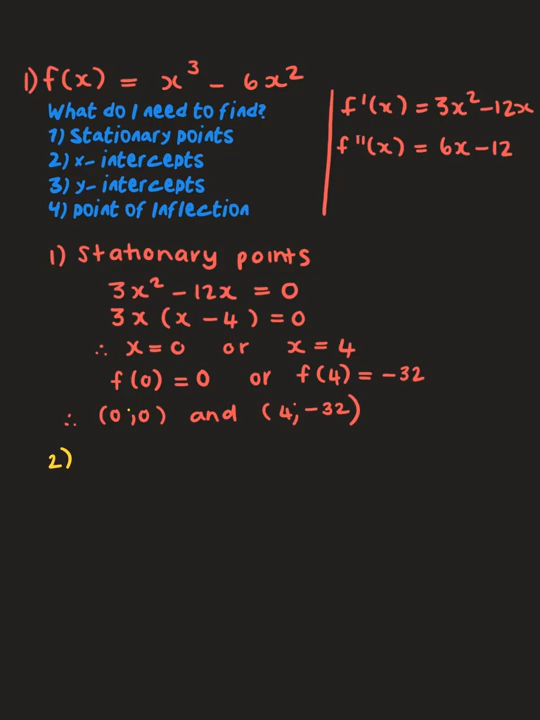 1) f(x) = x³ - 6x²
What do I need to find?
1) Stationary points
2) x- intercepts
3) y- intercepts
4) point of Inflection
f'(x) = 3x² - 12x
f''(x) = 6x - 12
1) Stationary points
3x² - 12x = 0
3x (x - 4) = 0
∴ x = 0 or x = 4
f(0) = 0 or f(4) = -32
∴ (0;0) and (4;-32)
2)